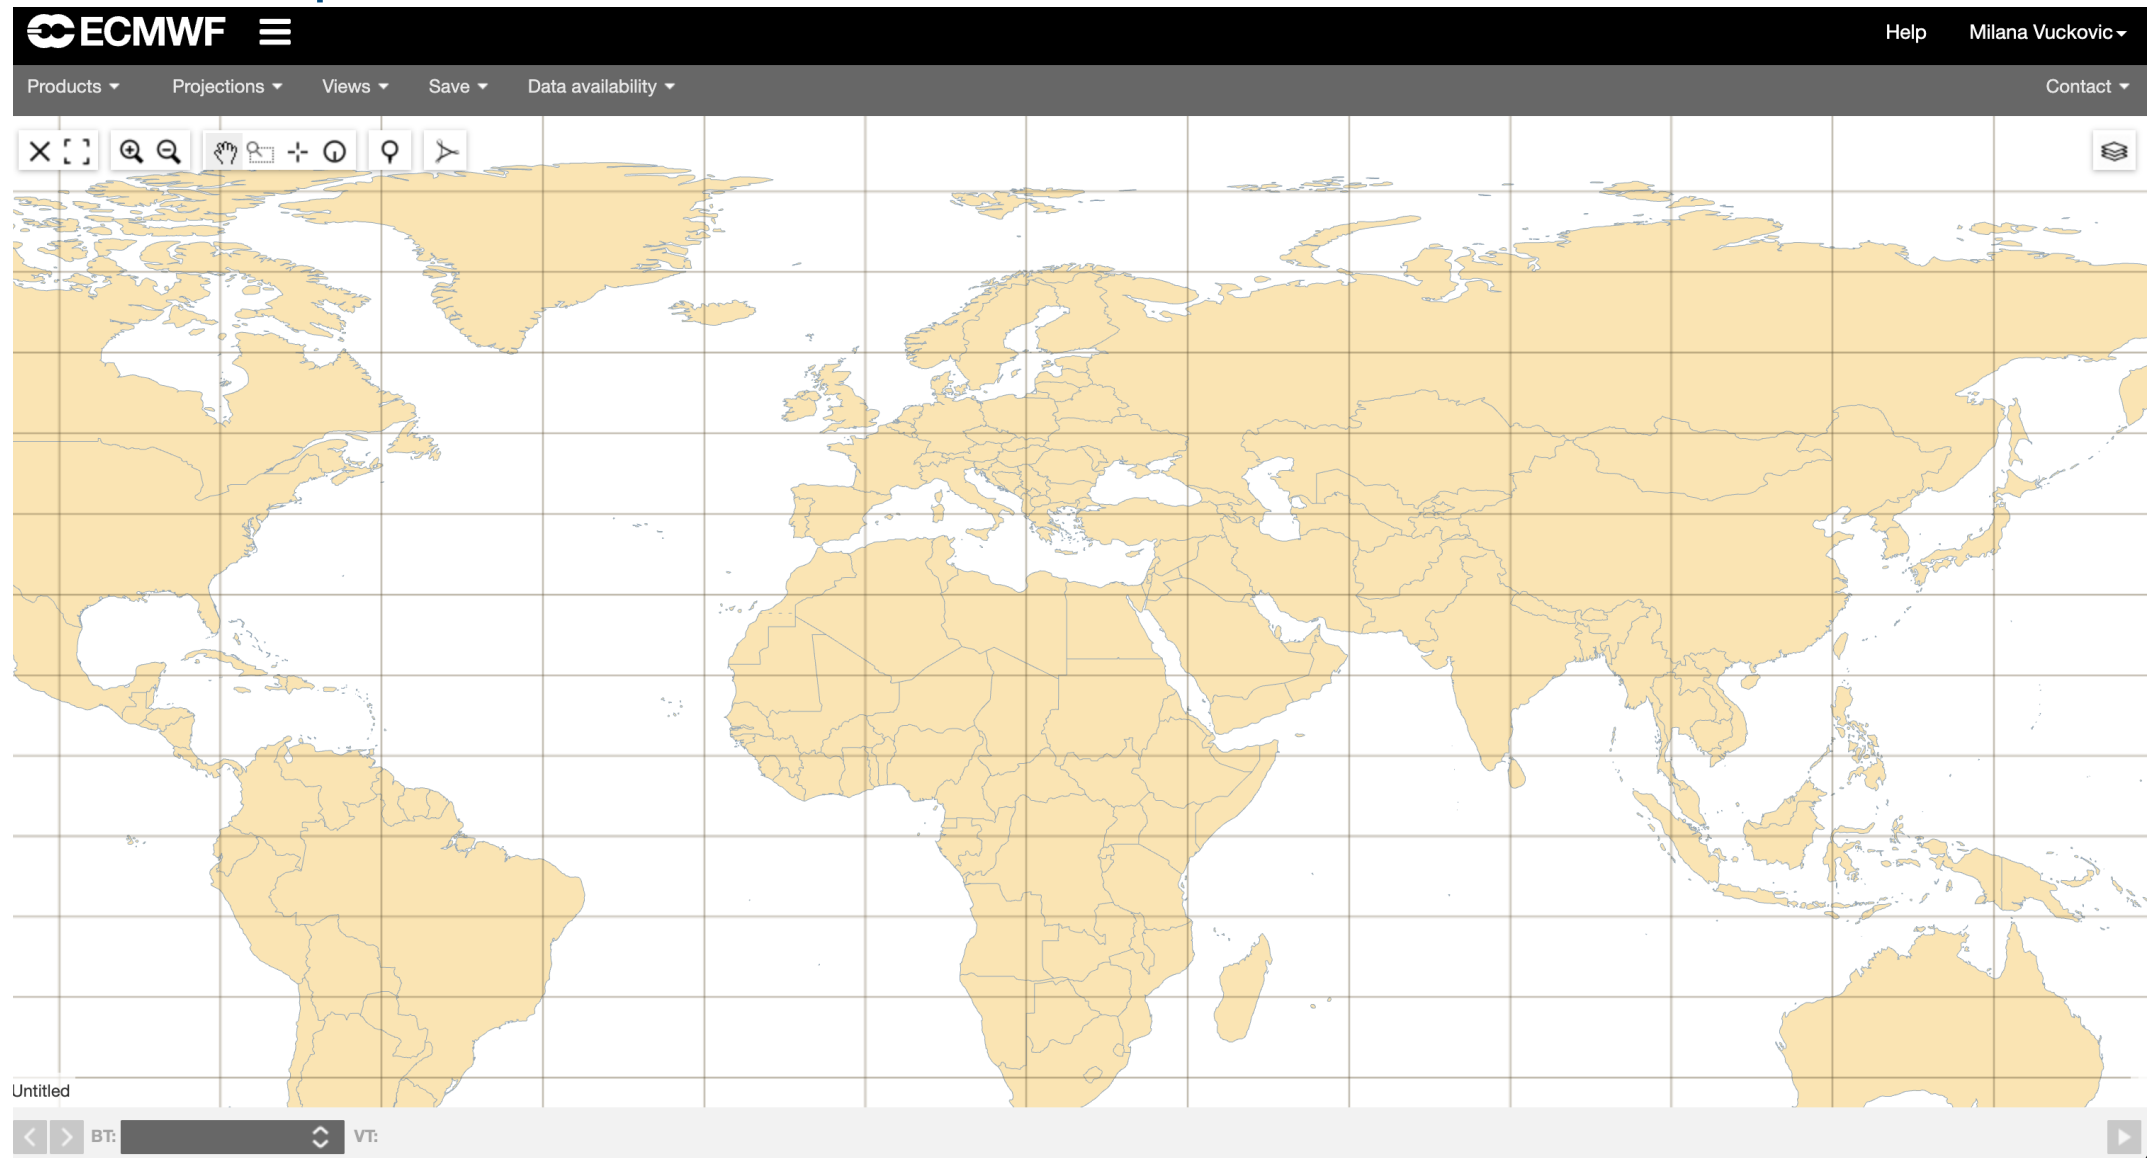 ECMWF
Help Milana Vuckovic
Products Projections Views Save Data availability Contact
Untitled
BT: VT: